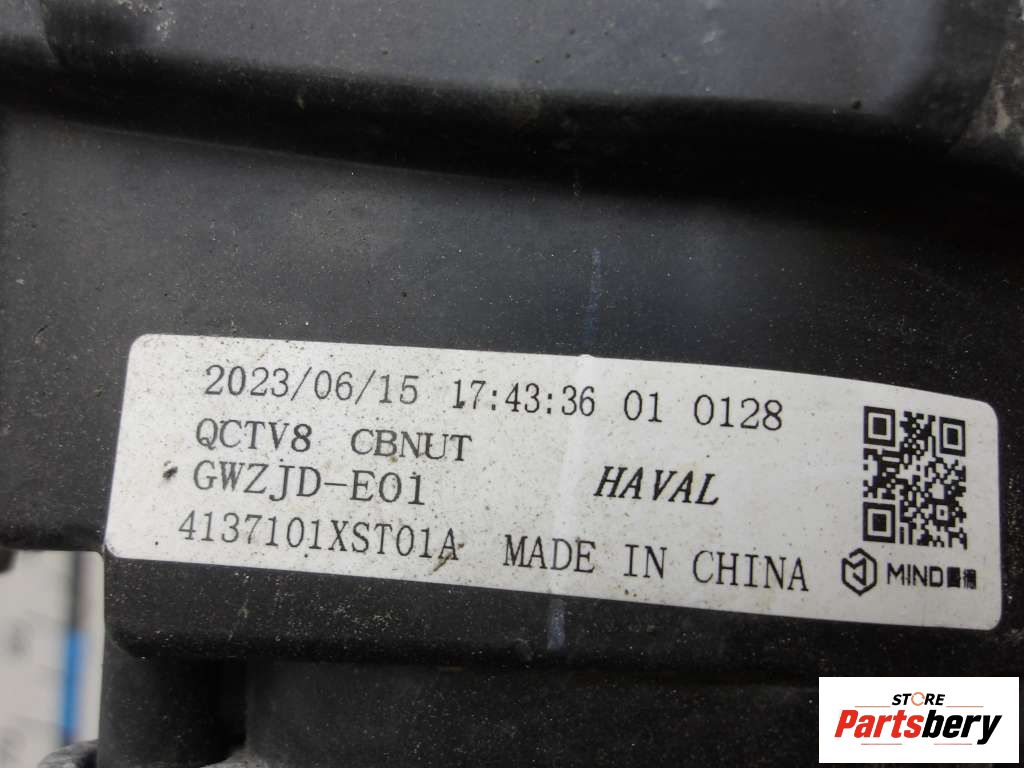 2023/06/15 17:43:36 01 0128
QCTV8 CBNUT
GWZJD-E01 HAVAL
4137101XST01A MADE IN CHINA MIND
STORE
Partsbery